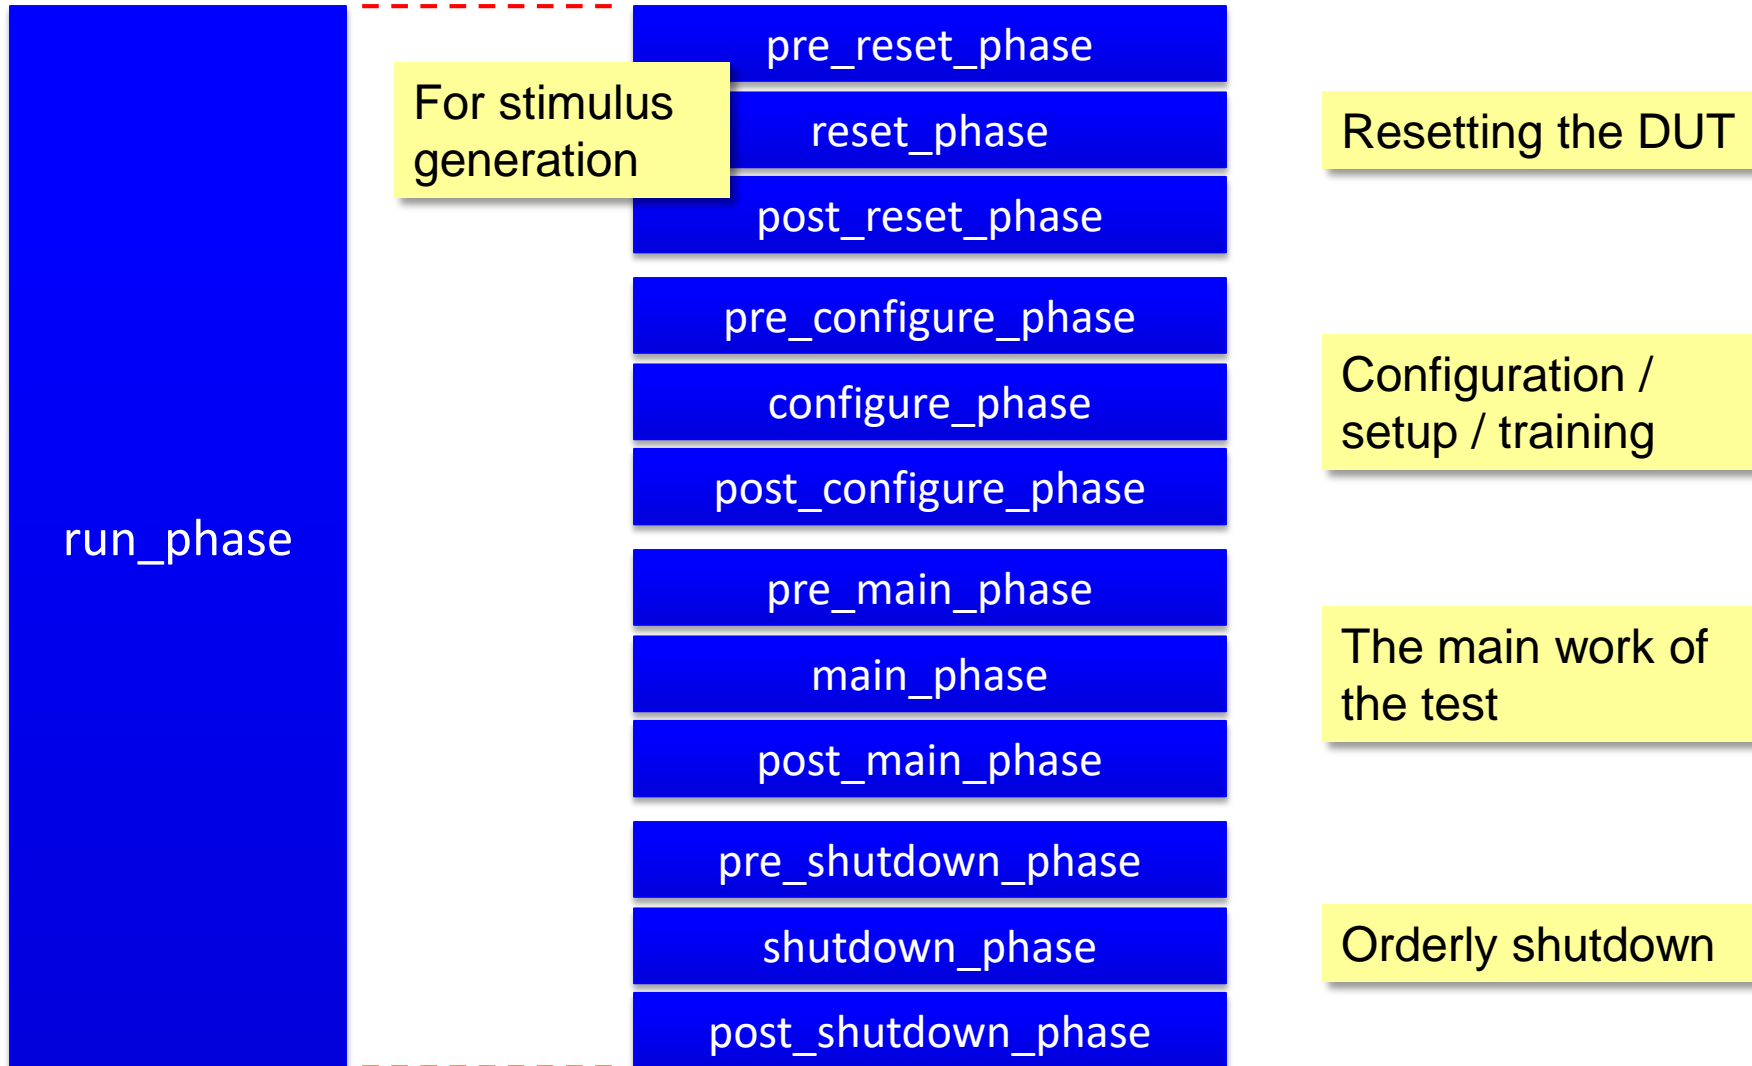 run_phase
For stimulus
generation
pre_reset_phase
reset_phase
post_reset_phase
Resetting the DUT
pre_configure_phase
configure_phase
post_configure_phase
Configuration /
setup / training
pre_main_phase
main_phase
post_main_phase
The main work of
the test
pre_shutdown_phase
shutdown_phase
post_shutdown_phase
Orderly shutdown